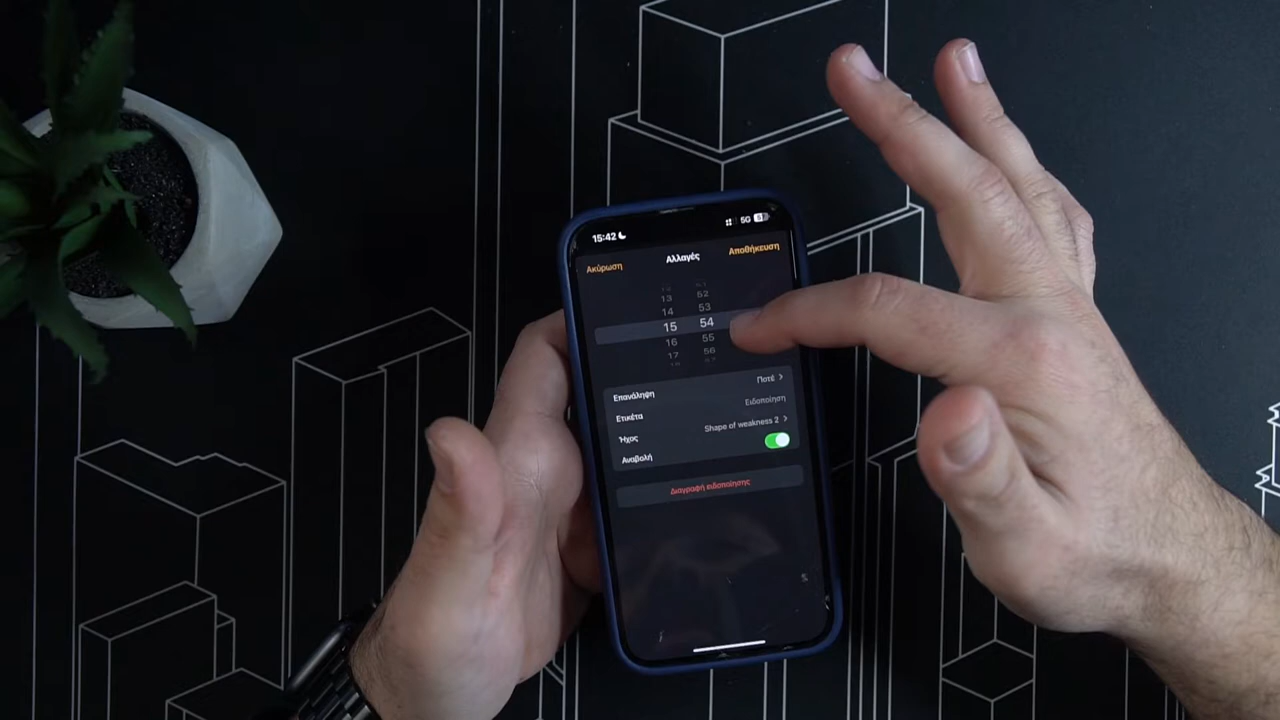 15:42 5G
Ακύρωση Αλλαγές Αποθήκευση
13 52
14 53
15 54
16 55
17 56
Επανάληψη Ποτέ
Ετικέτα Ειδοποίηση
Ήχος Shape of weakness 2
Αναβολή
Διαγραφή ειδοποίησης